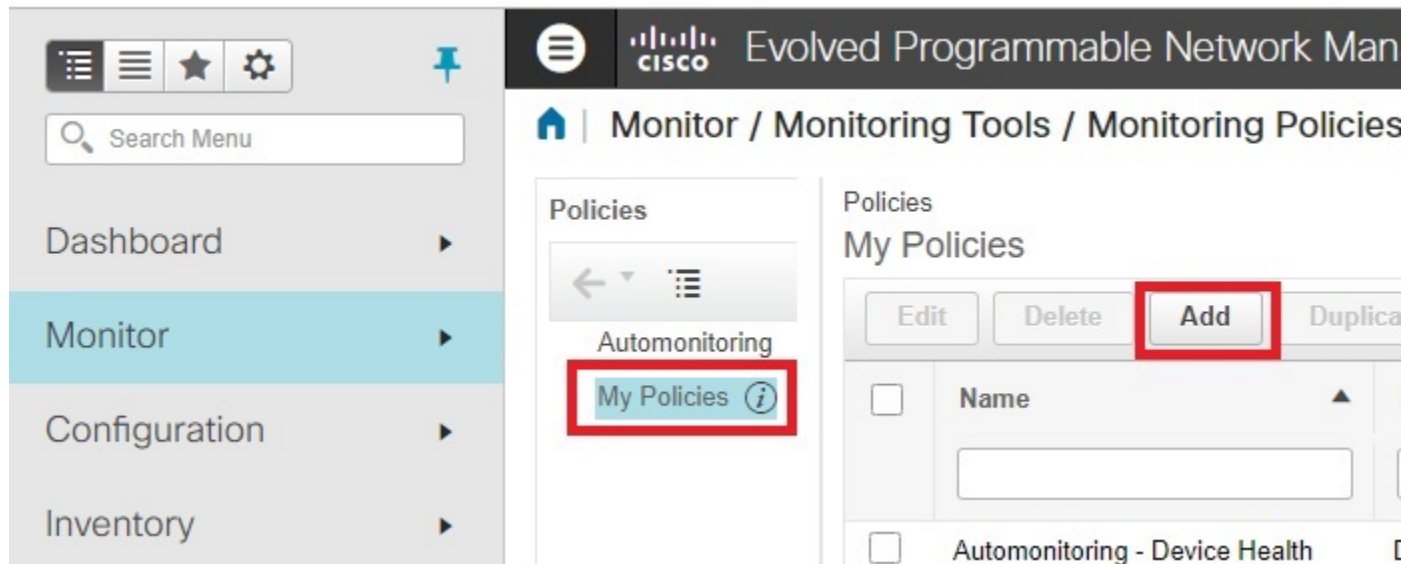 cisco Evolved Programmable Network Man
Search Menu
Monitor / Monitoring Tools / Monitoring Policies
Dashboard
Monitor
Configuration
Inventory
Policies
Automonitoring
My Policies i
Policies
My Policies
Edit Delete Add Duplica
Name
Automonitoring - Device Health